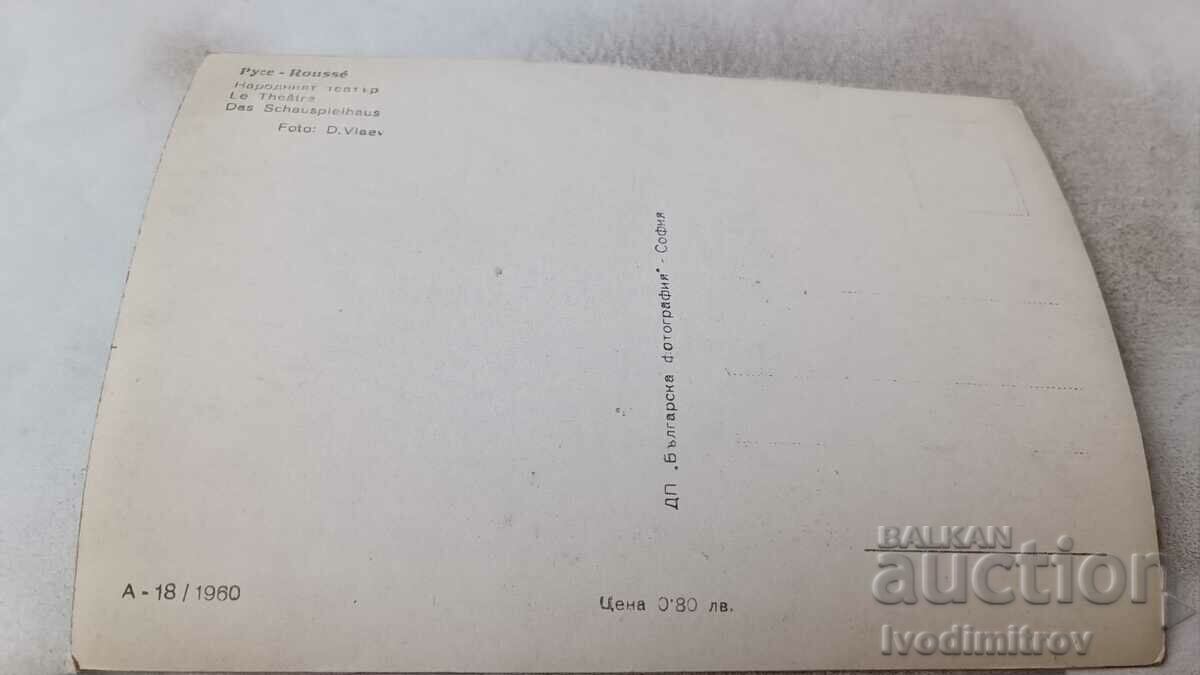 Русе - Roussé
Народният театър
Le Théâtre
Das Schauspielhaus
Foto: D. Vlaev
ДП „Българска фотография" - София
А - 18 / 1960
Цена 0·80 лв.
BALKAN
auction
Ivodimitrov